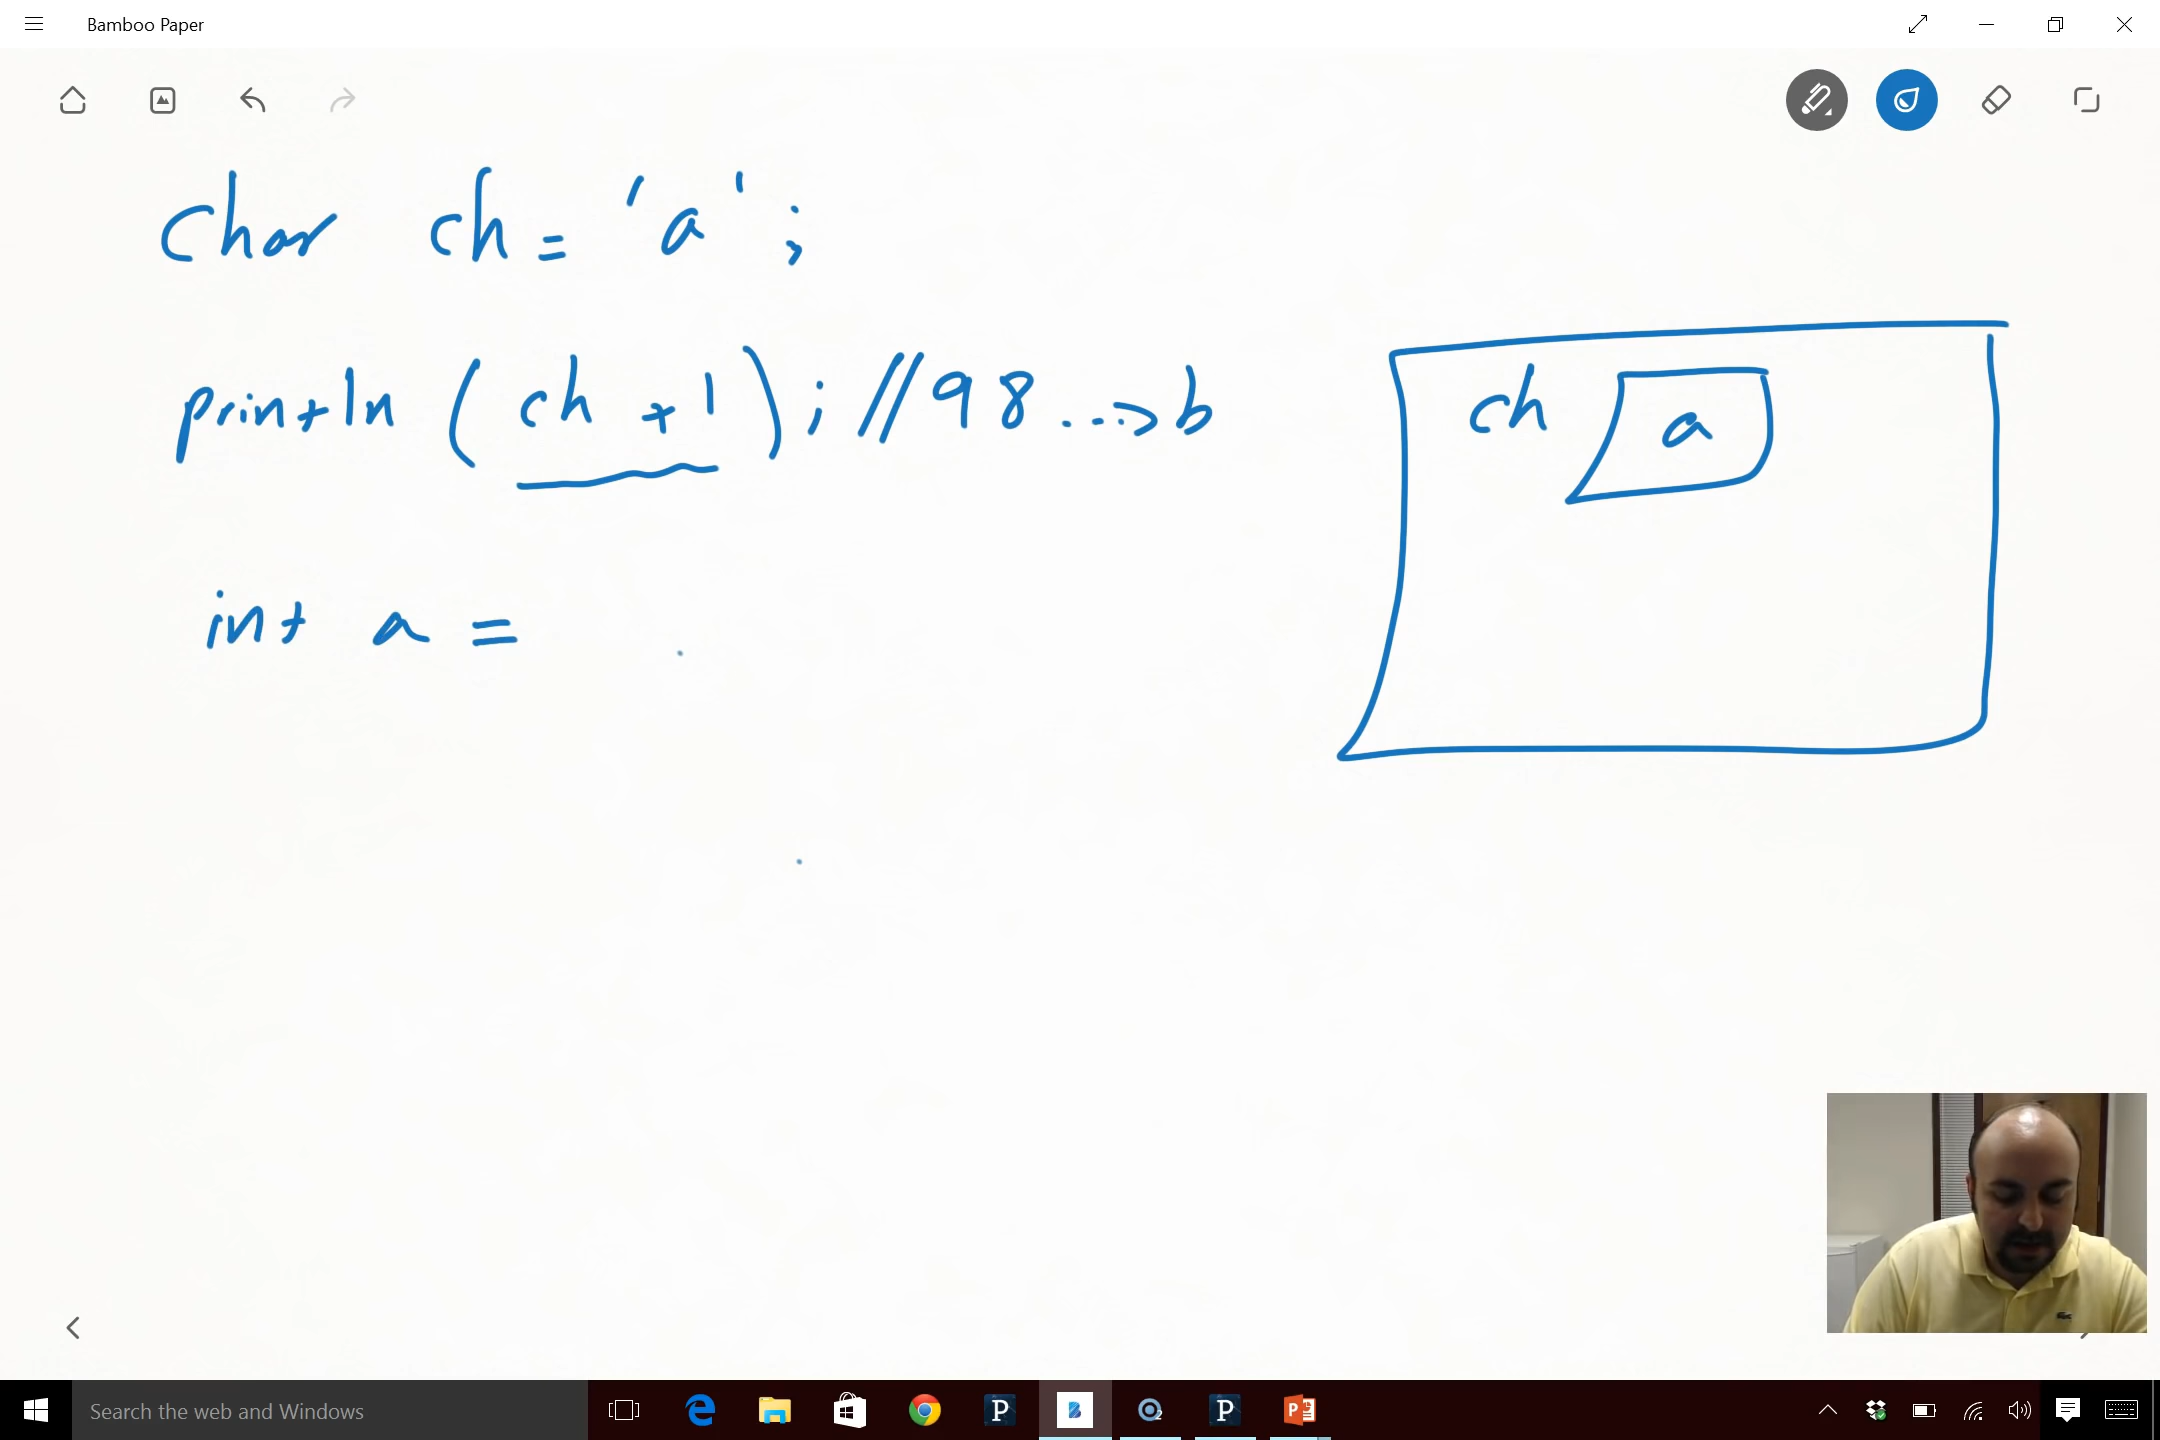 Bamboo Paper
char ch = 'a';
println (ch + 1); // 98 ...> b
ch a
int a =
Search the web and Windows